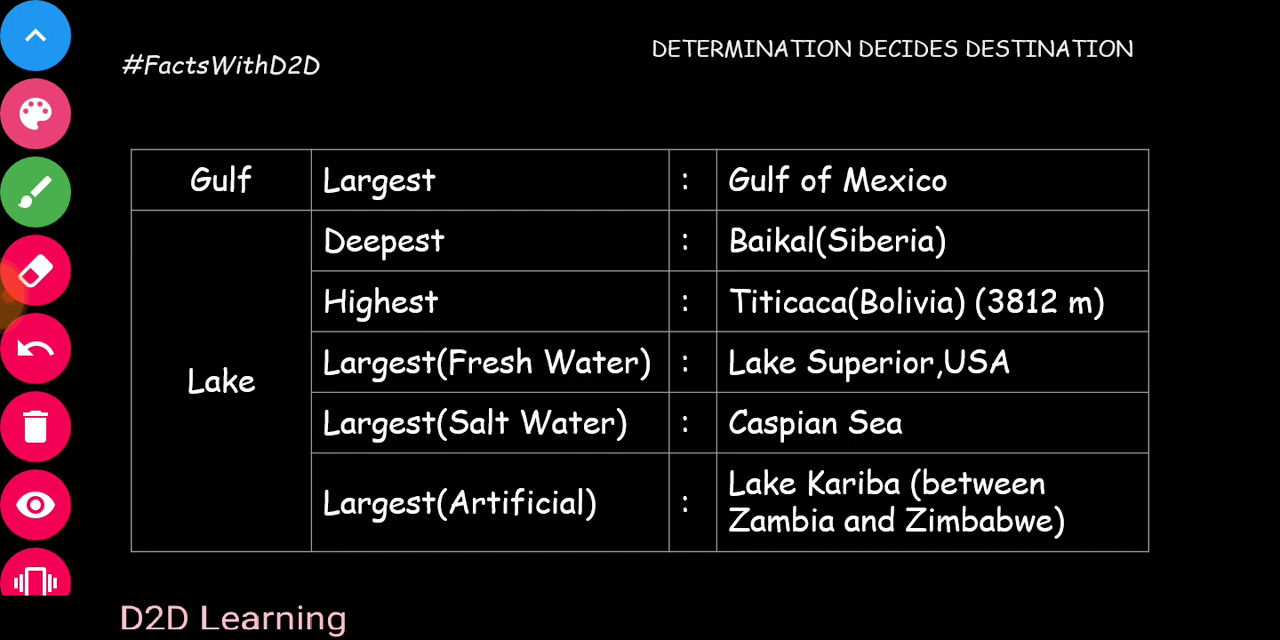 #FactsWithD2D
DETERMINATION DECIDES DESTINATION
Gulf Largest : Gulf of Mexico
Lake
Deepest : Baikal(Siberia)
Highest : Titicaca(Bolivia) (3812 m)
Largest(Fresh Water) : Lake Superior,USA
Largest(Salt Water) : Caspian Sea
Largest(Artificial) : Lake Kariba (between
Zambia and Zimbabwe)
D2D Learning